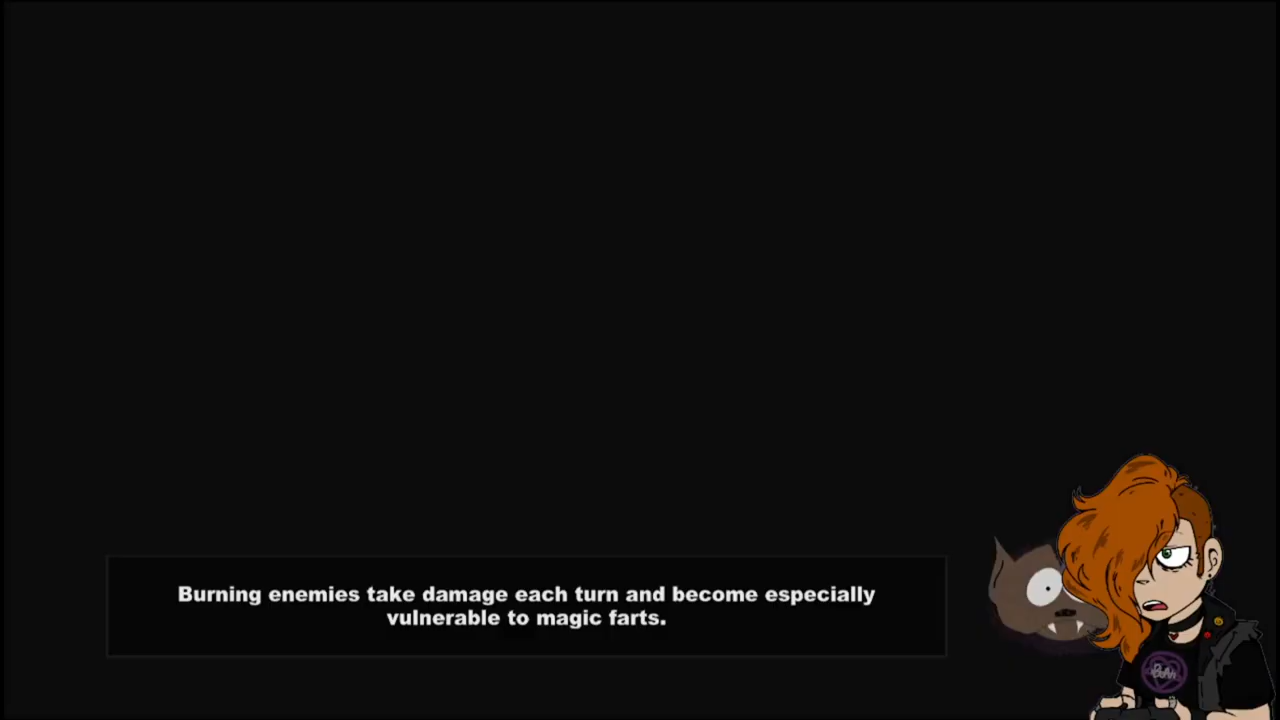 Burning enemies take damage each turn and become especially
vulnerable to magic farts.